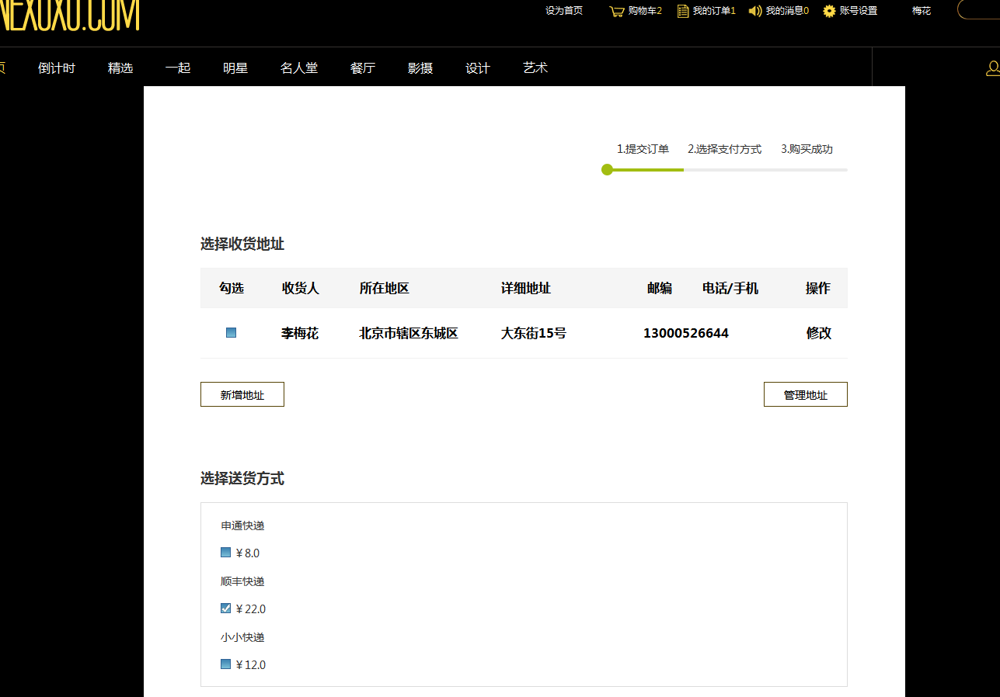 NEXOXO.COM
设为首页 购物车2 我的订单1 我的消息0 账号设置 梅花
页 倒计时 精选 一起 明星 名人堂 餐厅 影摄 设计 艺术
1.提交订单 2.选择支付方式 3.购买成功
选择收货地址
勾选 收货人 所在地区 详细地址 邮编 电话/手机 操作
李梅花 北京市辖区东城区 大东街15号 13000526644 修改
新增地址 管理地址
选择送货方式
申通快递
¥ 8.0
顺丰快递
¥ 22.0
小小快递
¥ 12.0